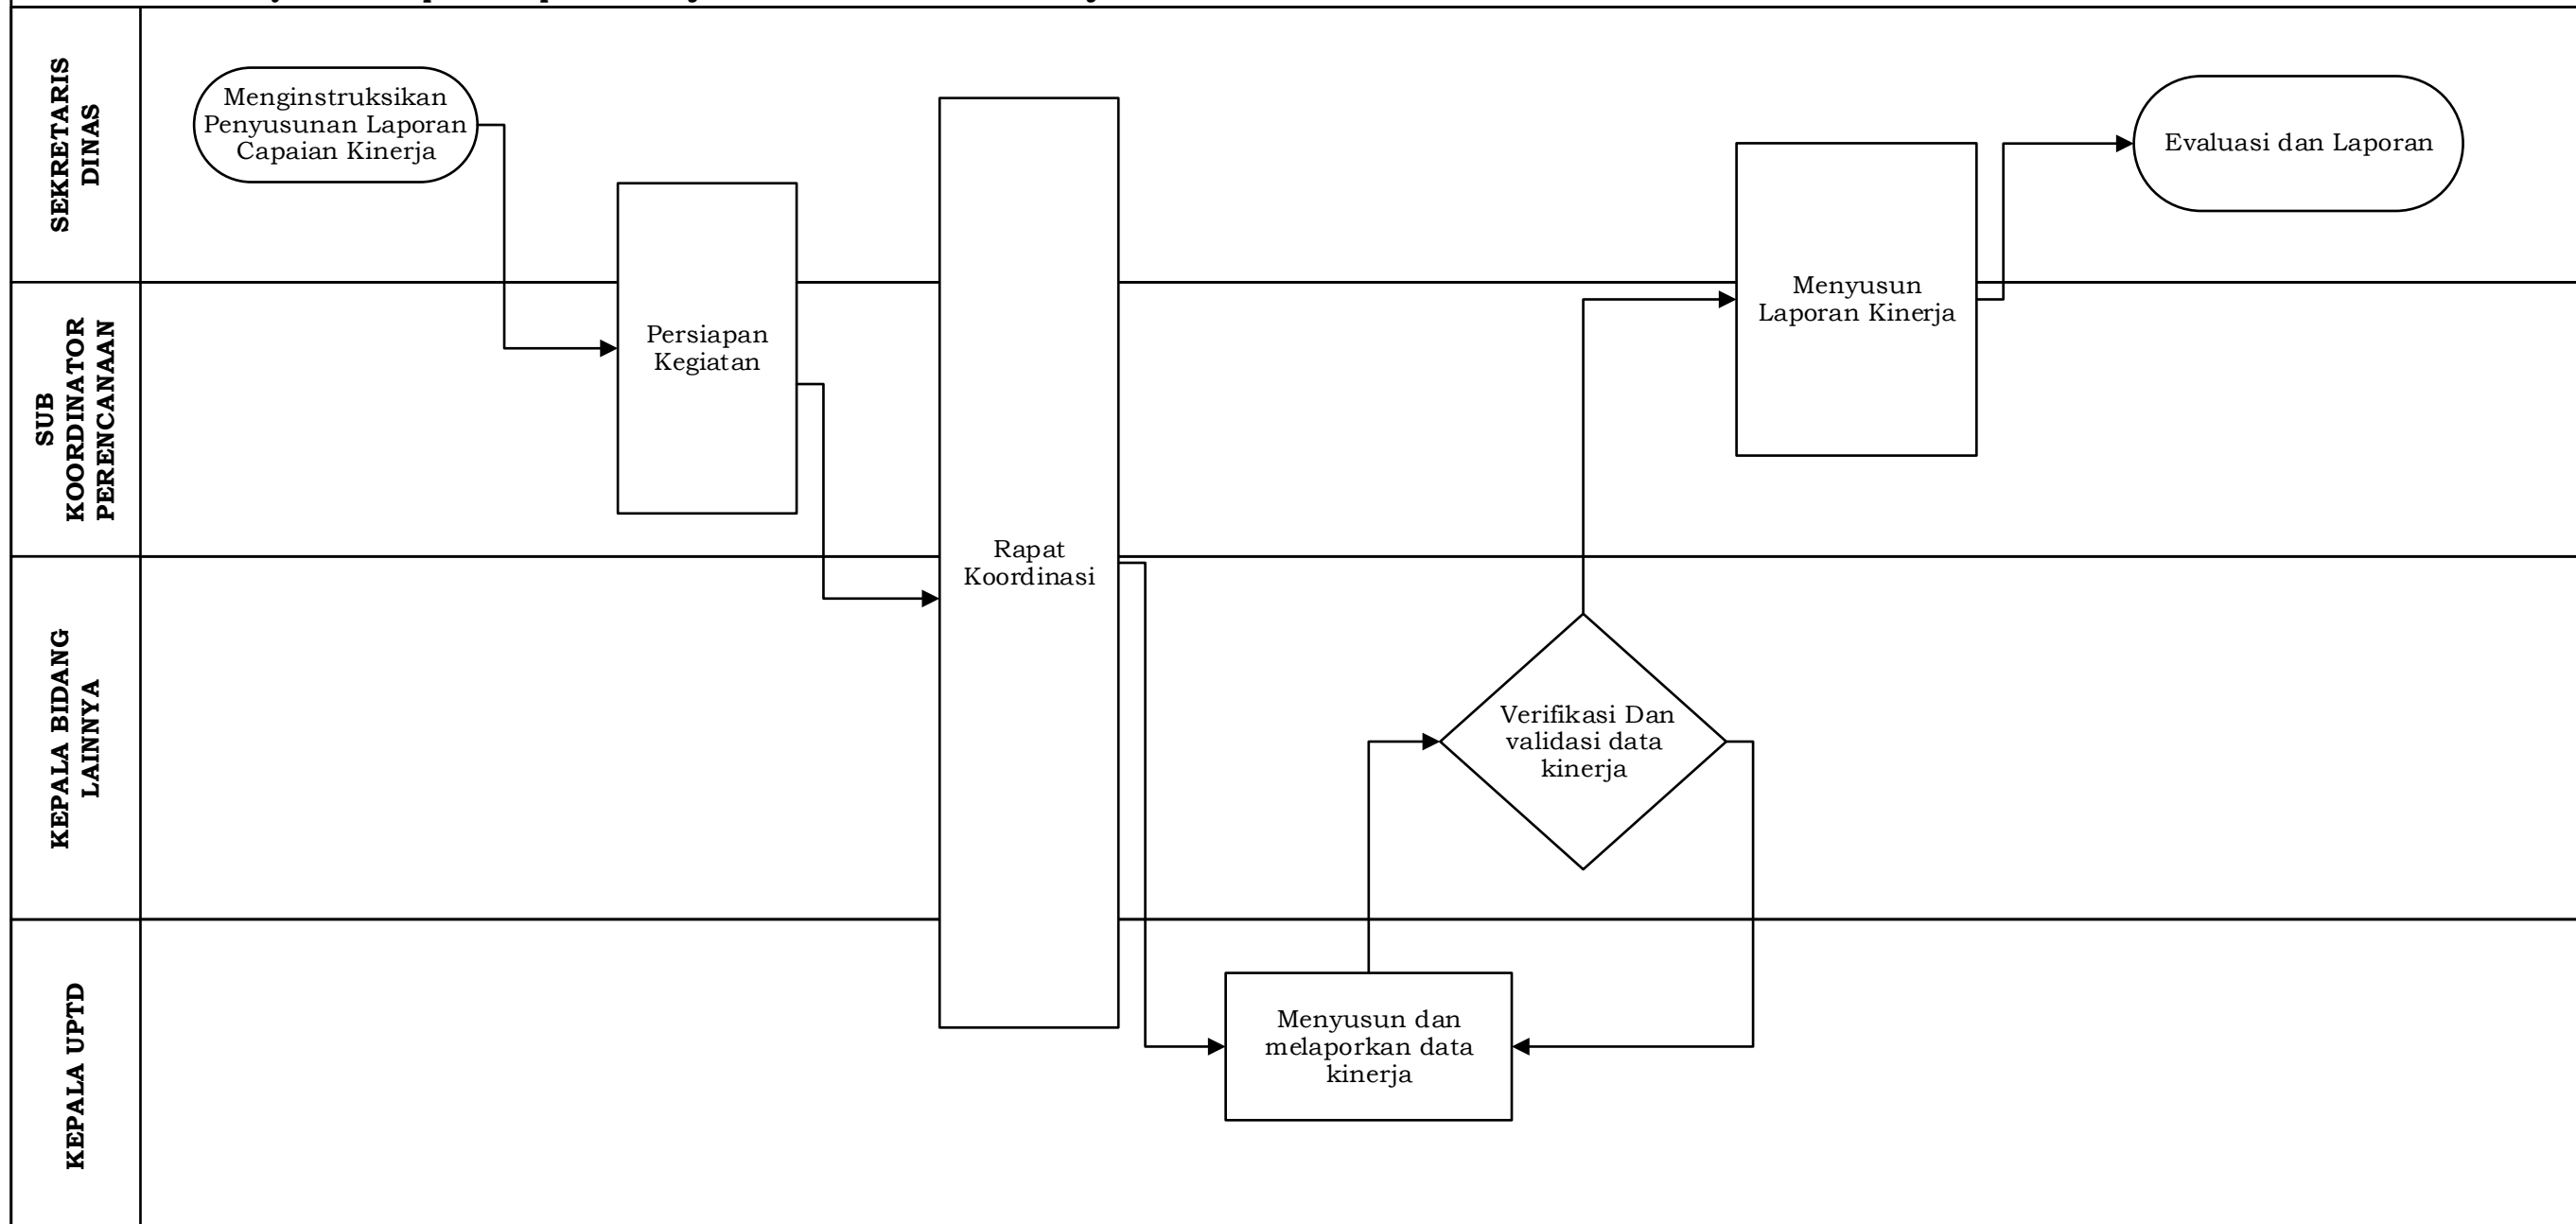 SEKRETARIS
DINAS
Menginstruksikan
Penyusunan Laporan
Capaian Kinerja
Evaluasi dan Laporan
SUB
KOORDINATOR
PERENCANAAN
Persiapan
Kegiatan
Menyusun
Laporan Kinerja
Rapat
Koordinasi
KEPALA BIDANG
LAINNYA
Verifikasi Dan
validasi data
kinerja
KEPALA UPTD
Menyusun dan
melaporkan data
kinerja